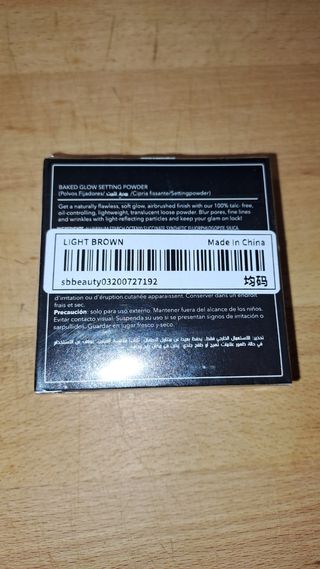 BAKED GLOW SETTING POWDER
(Polvos Fijadores/ بودرة تثبيت /Cipria fissante/Settingpowder)
Get a naturally flawless, soft glow, airbrushed finish with our 100% talc- free,
oil-controlling, lightweight, translucent loose powder. Blur pores, fine lines
and wrinkles with light-reflecting particles and keep your glam on lock!
LIGHT BROWN
Made in China
sbbeauty03200727192
均码
d'irritation ou d'éruption cutanée apparaissent. Conserver dans un endroit
frais et sec.
Precaución: solo para uso externo. Mantener fuera del alcance de los niños.
Evitar contacto visual. Suspenda su uso si se presentan signos de irritación o
sarpullidos. Guardar en lugar fresco y-seco.